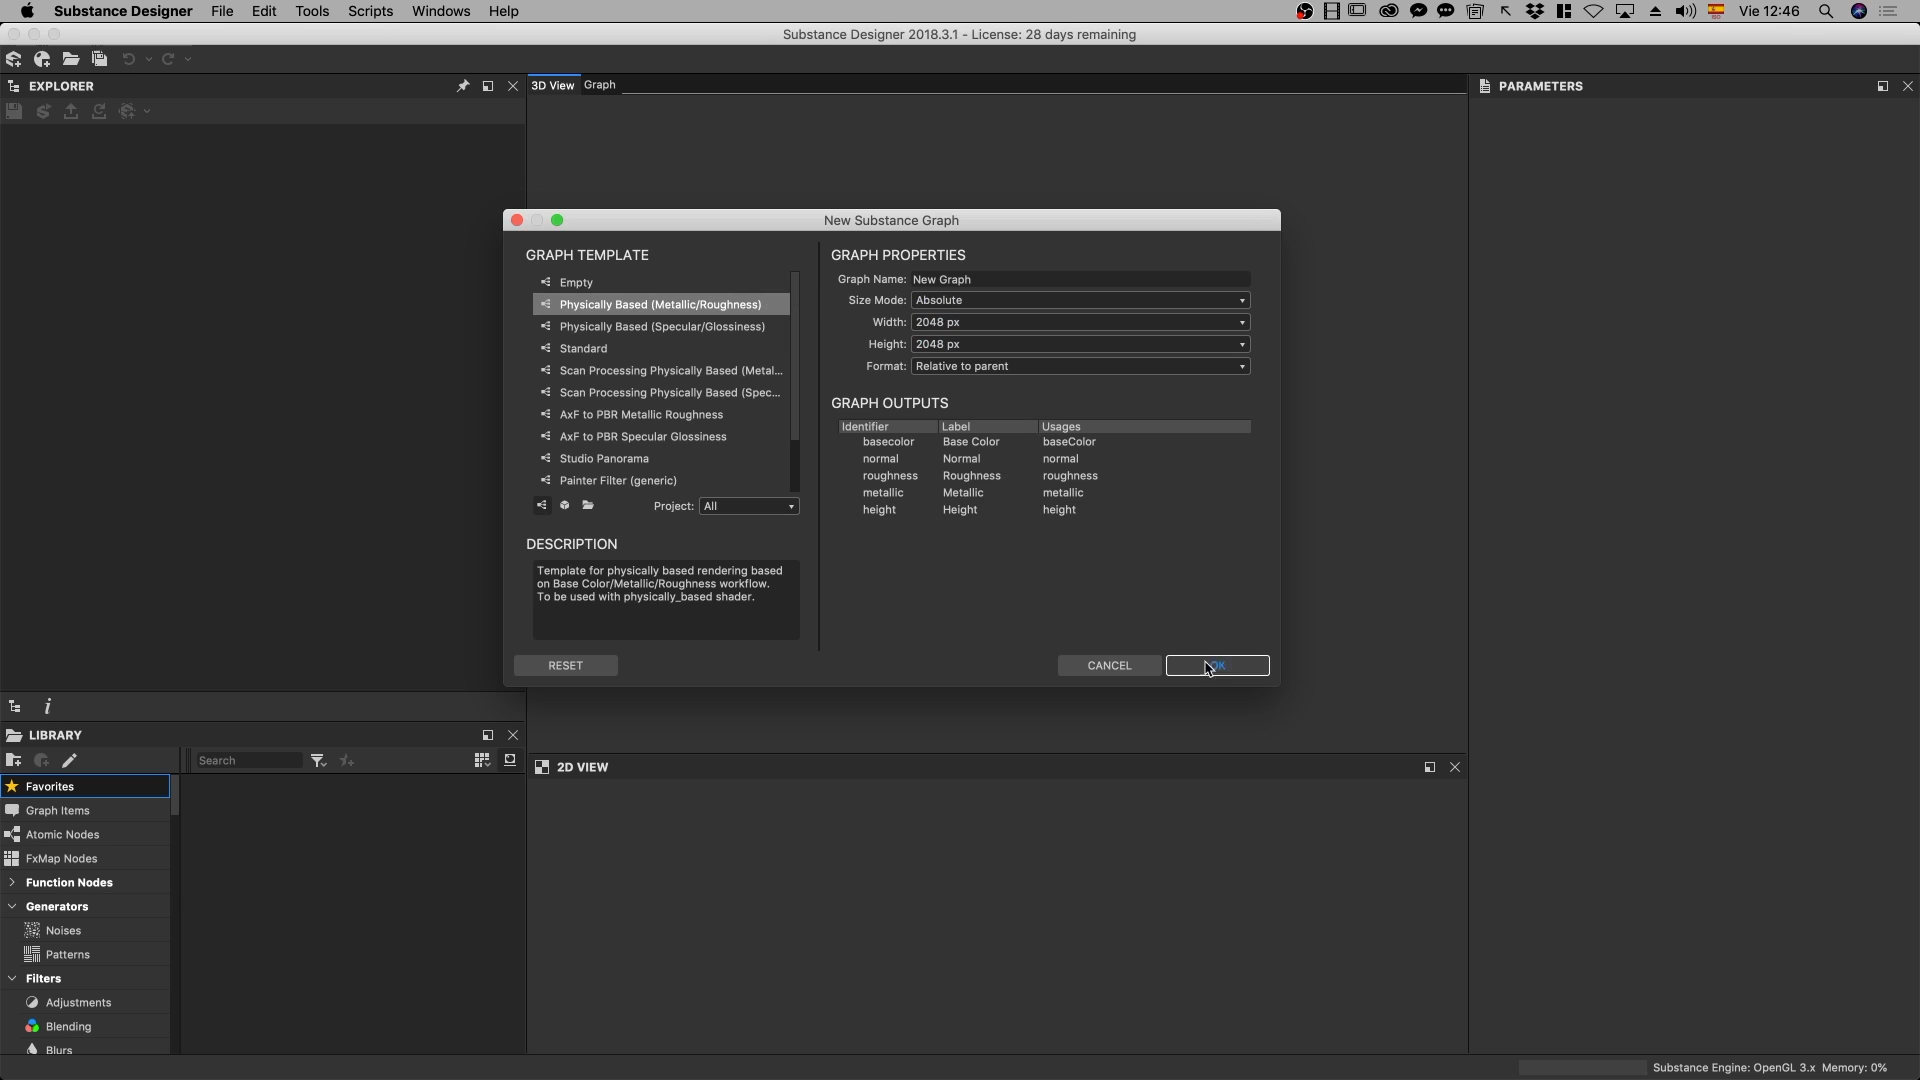 Substance Designer File Edit Tools Scripts Windows Help
ISO
Vie 12:46
Substance Designer 2018.3.1 - License: 28 days remaining
EXPLORER
3D View Graph
PARAMETERS
New Substance Graph
GRAPH TEMPLATE
Empty
Physically Based (Metallic/Roughness)
Physically Based (Specular/Glossiness)
Standard
Scan Processing Physically Based (Metal...
Scan Processing Physically Based (Spec...
AxF to PBR Metallic Roughness
AxF to PBR Specular Glossiness
Studio Panorama
Painter Filter (generic)
Project: All
DESCRIPTION
Template for physically based rendering based
on Base Color/Metallic/Roughness workflow.
To be used with physically_based shader.
RESET
GRAPH PROPERTIES
Graph Name: New Graph
Size Mode: Absolute
Width: 2048 px
Height: 2048 px
Format: Relative to parent
GRAPH OUTPUTS
Identifier Label Usages
basecolor Base Color baseColor
normal Normal normal
roughness Roughness roughness
metallic Metallic metallic
height Height height
CANCEL
OK
LIBRARY
Search
Favorites
Graph Items
Atomic Nodes
FxMap Nodes
Function Nodes
Generators
Noises
Patterns
Filters
Adjustments
Blending
Blurs
2D VIEW
Substance Engine: OpenGL 3.x Memory: 0%